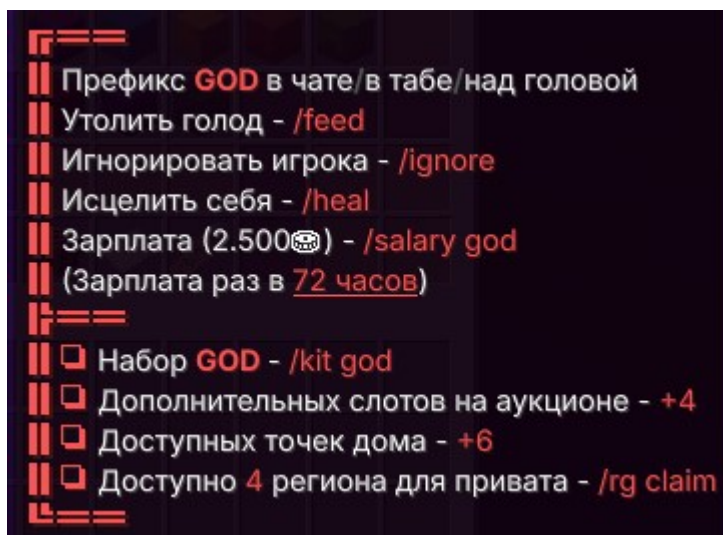 Префикс GOD в чате/в табе/над головой
Утолить голод - /feed
Игнорировать игрока - /ignore
Исцелить себя - /heal
Зарплата (2.500⛁) - /salary god
(Зарплата раз в 72 часов)
❏ Набор GOD - /kit god
❏ Дополнительных слотов на аукционе - +4
❏ Доступных точек дома - +6
❏ Доступно 4 региона для привата - /rg claim